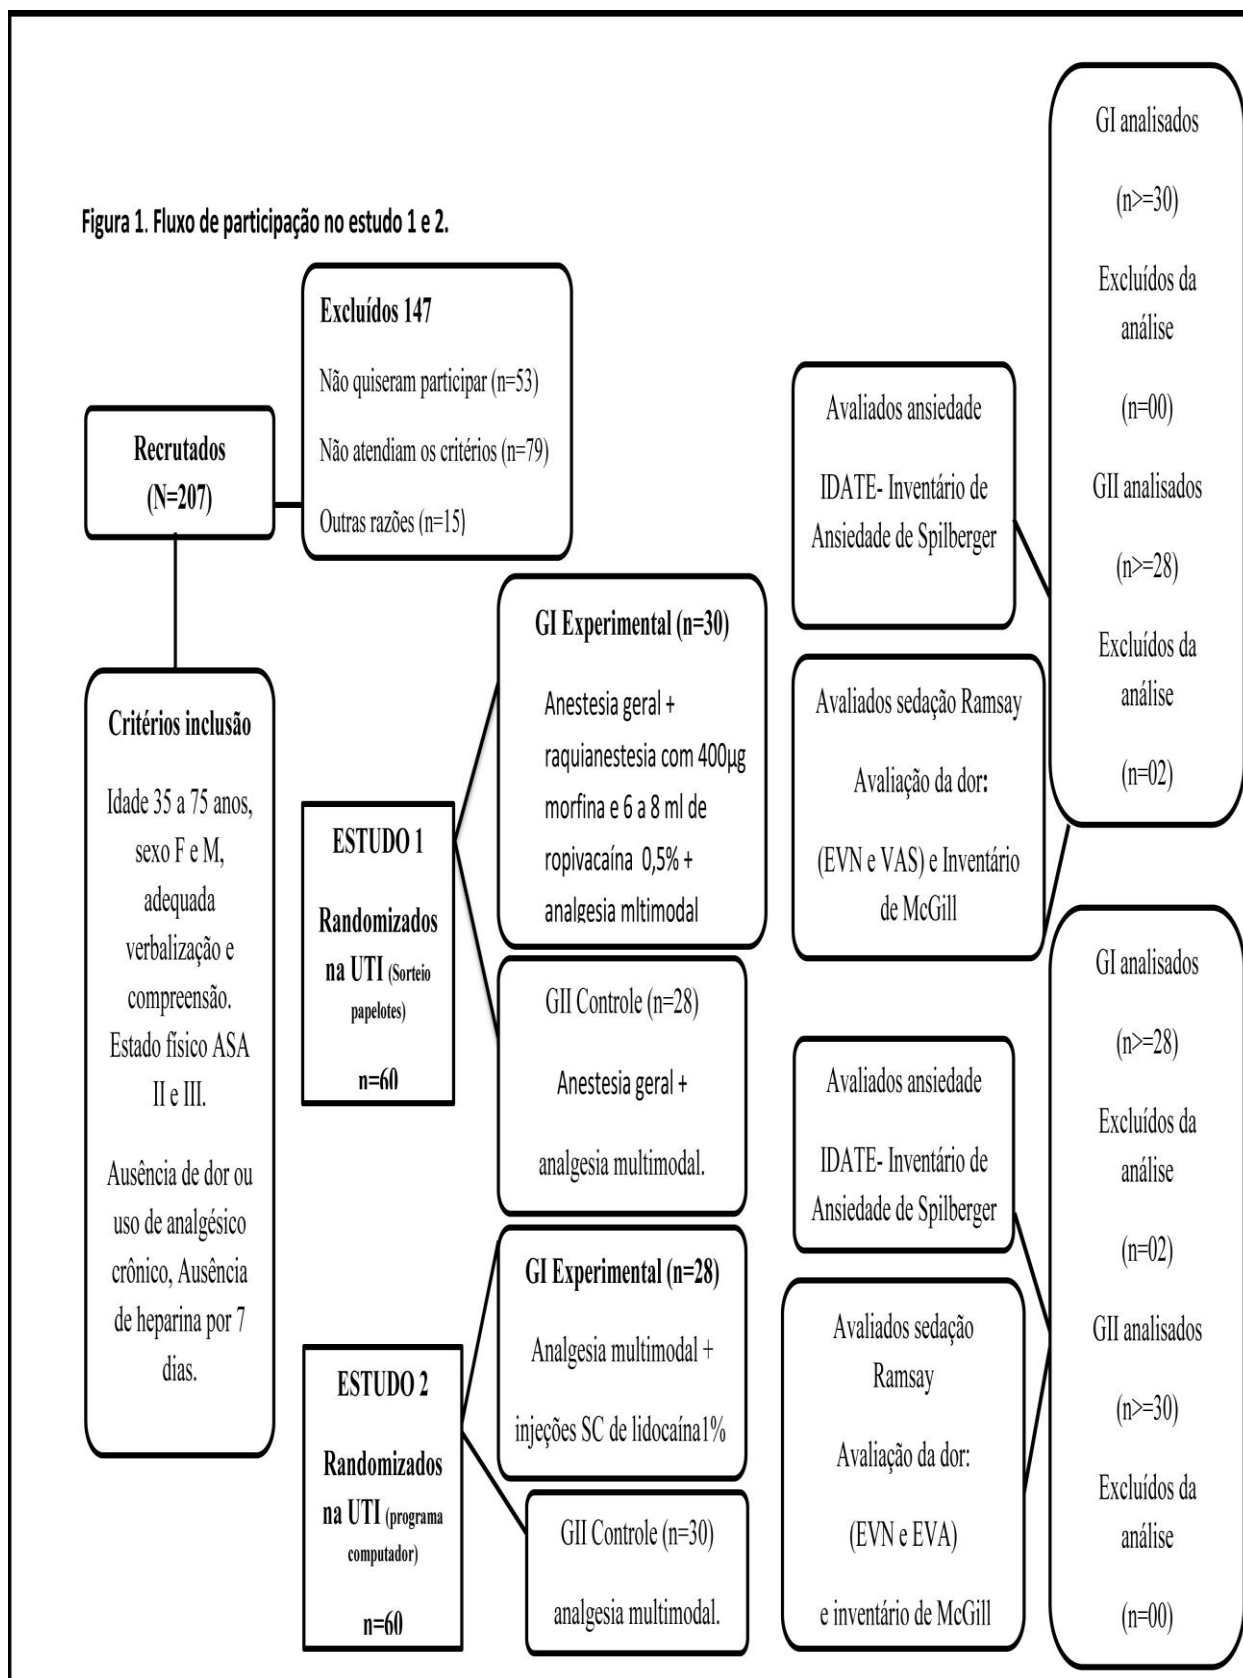 Figura 1. Fluxo de participação no estudo 1 e 2.
Recrutados
(N=207)
Excluídos 147
Não quiseram participar (n=53)
Não atendiam os critérios (n=79)
Outras razões (n=15)
Critérios inclusão
Idade 35 a 75 anos,
sexo F e M,
adequada
verbalização e
compreensão.
Estado físico ASA
II e III.
Ausência de dor ou
uso de analgésico
crônico, Ausência
de heparina por 7
dias.
ESTUDO 1
Randomizados
na UTI (Sorteio
papelotes)
n=60
GI Experimental (n=30)
Anestesia geral +
raquianestesia com 400µg
morfina e 6 a 8 ml de
ropivacaína 0,5% +
analgesia mltimodal
GII Controle (n=28)
Anestesia geral +
analgesia multimodal.
Avaliados ansiedade
IDATE- Inventário de
Ansiedade de Spilberger
Avaliados sedação Ramsay
Avaliação da dor:
(EVN e VAS) e Inventário
de McGill
GI analisados
(n>=30)
Excluídos da
análise
(n=00)
GII analisados
(n>=28)
Excluídos da
análise
(n=02)
ESTUDO 2
Randomizados
na UTI (programa
computador)
n=60
GI Experimental (n=28)
Analgesia multimodal +
injeções SC de lidocaína1%
GII Controle (n=30)
analgesia multimodal.
Avaliados ansiedade
IDATE- Inventário de
Ansiedade de Spilberger
Avaliados sedação
Ramsay
Avaliação da dor:
(EVN e EVA)
e inventário de McGill
GI analisados
(n>=28)
Excluídos da
análise
(n=02)
GII analisados
(n>=30)
Excluídos da
análise
(n=00)